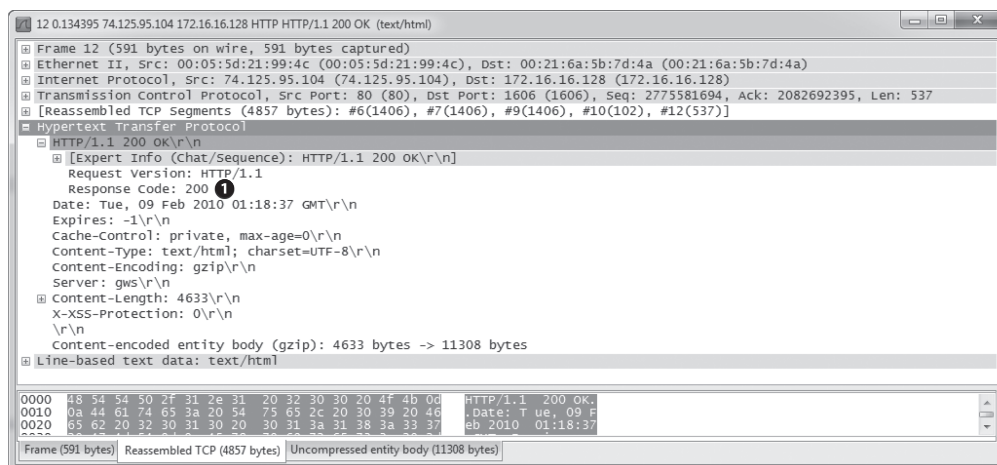 12 0.134395 74.125.95.104 172.16.16.128 HTTP HTTP/1.1 200 OK (text/html)
Frame 12 (591 bytes on wire, 591 bytes captured)
Ethernet II, Src: 00:05:5d:21:99:4c (00:05:5d:21:99:4c), Dst: 00:21:6a:5b:7d:4a (00:21:6a:5b:7d:4a)
Internet Protocol, Src: 74.125.95.104 (74.125.95.104), Dst: 172.16.16.128 (172.16.16.128)
Transmission Control Protocol, Src Port: 80 (80), Dst Port: 1606 (1606), Seq: 2775581694, Ack: 2082692395, Len: 537
[Reassembled TCP Segments (4857 bytes): #6(1406), #7(1406), #9(1406), #10(102), #12(537)]
Hypertext Transfer Protocol
HTTP/1.1 200 OK\r\n
[Expert Info (Chat/Sequence): HTTP/1.1 200 OK\r\n]
Request Version: HTTP/1.1
Response Code: 200 1
Date: Tue, 09 Feb 2010 01:18:37 GMT\r\n
Expires: -1\r\n
Cache-Control: private, max-age=0\r\n
Content-Type: text/html; charset=UTF-8\r\n
Content-Encoding: gzip\r\n
Server: gws\r\n
Content-Length: 4633\r\n
X-XSS-Protection: 0\r\n
\r\n
Content-encoded entity body (gzip): 4633 bytes -> 11308 bytes
Line-based text data: text/html
0000 48 54 54 50 2f 31 2e 31 20 32 30 30 20 4f 4b 0d HTTP/1.1 200 OK.
0010 0a 44 61 74 65 3a 20 54 75 65 2c 20 30 39 20 46 .Date: T ue, 09 F
0020 65 62 20 32 30 31 30 20 30 31 3a 31 38 3a 33 37 eb 2010 01:18:37
Frame (591 bytes) Reassembled TCP (4857 bytes) Uncompressed entity body (11308 bytes)